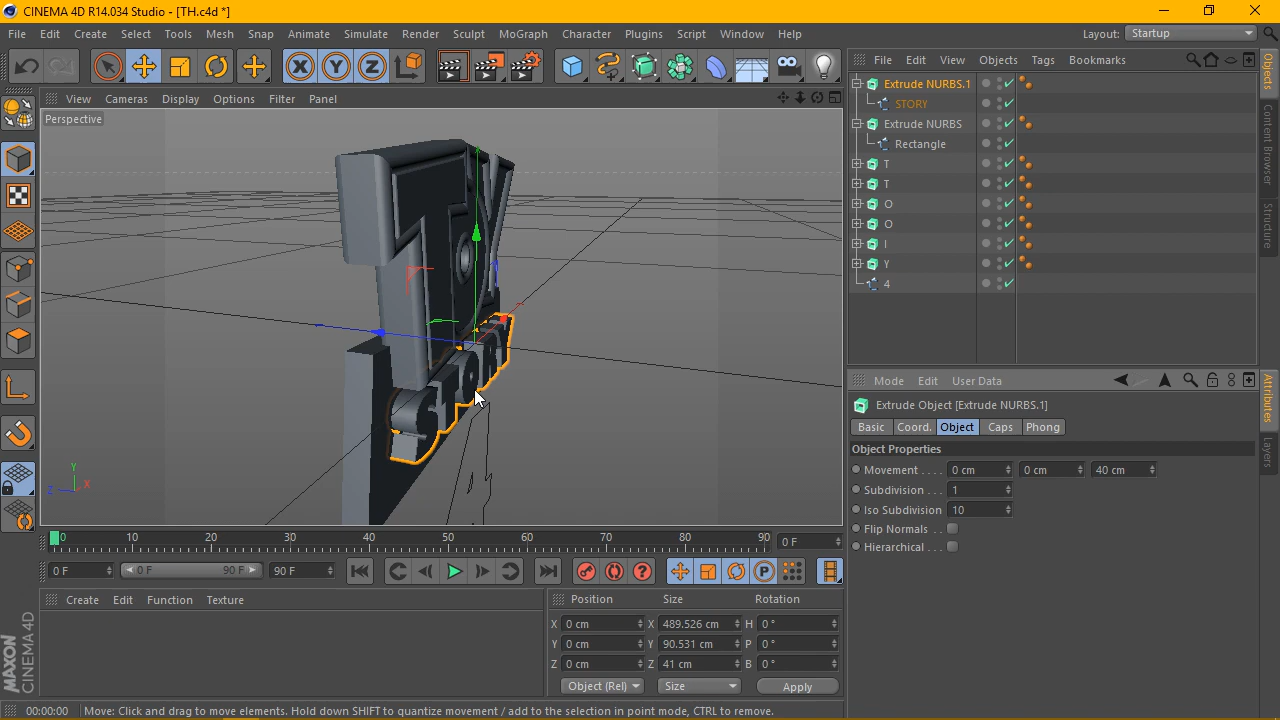 CINEMA 4D R14.034 Studio - [TH.c4d *]
File Edit Create Select Tools Mesh Snap Animate Simulate Render Sculpt MoGraph Character Plugins Script Window Help Layout: Startup
View Cameras Display Options Filter Panel
Perspective
Y
X
Z
File Edit View Objects Tags Bookmarks
Extrude NURBS.1
STORY
Extrude NURBS
Rectangle
T
T
O
O
I
Y
4
Objects
Content Browser
Structure
Mode Edit User Data
Extrude Object [Extrude NURBS.1]
Basic Coord. Object Caps Phong
Object Properties
Movement . . . . 0 cm 0 cm 40 cm
Subdivision . . . 1
Iso Subdivision 10
Flip Normals . .
Hierarchical . . .
Attributes
Layers
0 10 20 30 40 50 60 70 80 90 0 F
0 F 0 F 90 F 90 F
Create Edit Function Texture
Position Size Rotation
X 0 cm X 489.526 cm H 0 °
Y 0 cm Y 90.531 cm P 0 °
Z 0 cm Z 41 cm B 0 °
Object (Rel) Size Apply
MAXON
CINEMA 4D
00:00:00 Move: Click and drag to move elements. Hold down SHIFT to quantize movement / add to the selection in point mode, CTRL to remove.